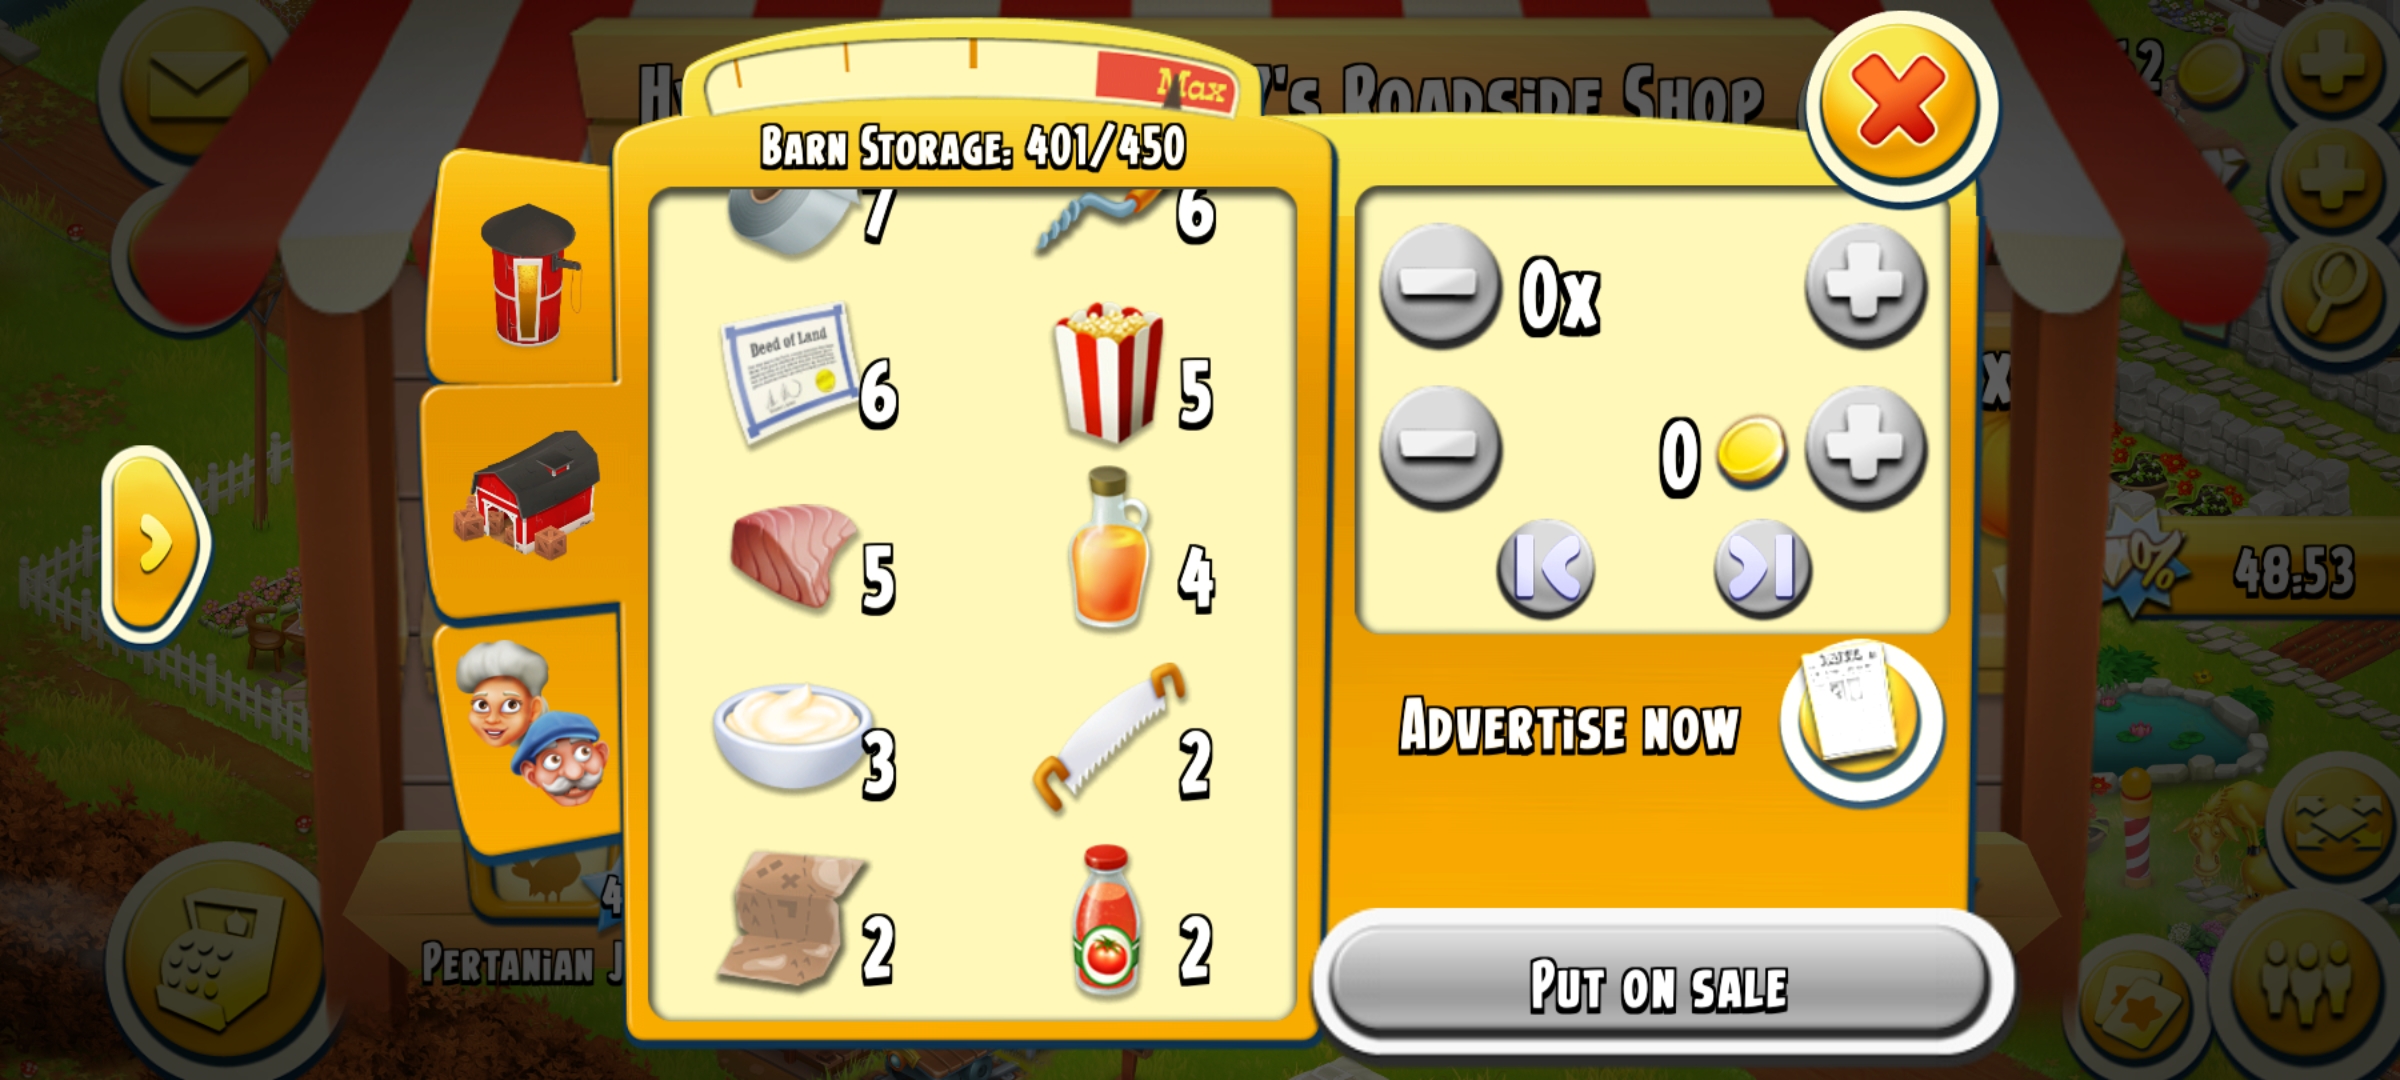 'S ROADSIDE SHOP
Max
BARN STORAGE: 401/450
7
6
Deed of Land
6
5
0x
5
4
0
3
2
48:53
ADVERTISE NOW
2
2
PERTANIAN J
PUT ON SALE